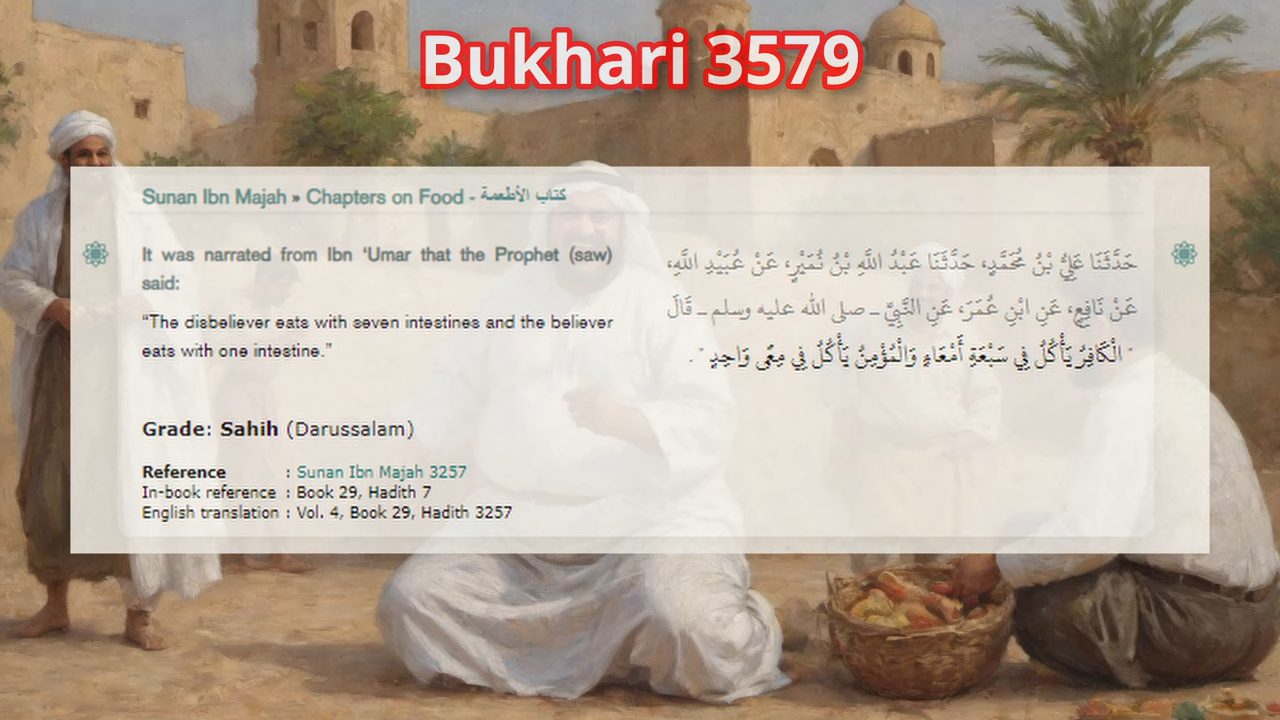 Bukhari 3579
Sunan Ibn Majah » Chapters on Food - كتاب الأطعمة
It was narrated from Ibn ‘Umar that the Prophet (saw)
said:
“The disbeliever eats with seven intestines and the believer
eats with one intestine.”
حَدَّثَنَا عَلِيُّ بْنُ مُحَمَّدٍ، حَدَّثَنَا عَبْدُ اللَّهِ بْنُ نُمَيْرٍ، عَنْ عُبَيْدِ اللَّهِ،
عَنْ نَافِعٍ، عَنِ ابْنِ عُمَرَ، عَنِ النَّبِيِّ ـ صلى الله عليه وسلم ـ قَالَ
" الْكَافِرُ يَأْكُلُ فِي سَبْعَةِ أَمْعَاءٍ وَالْمُؤْمِنُ يَأْكُلُ فِي مِعًى وَاحِدٍ " .
Grade: Sahih (Darussalam)
Reference : Sunan Ibn Majah 3257
In-book reference : Book 29, Hadith 7
English translation : Vol. 4, Book 29, Hadith 3257